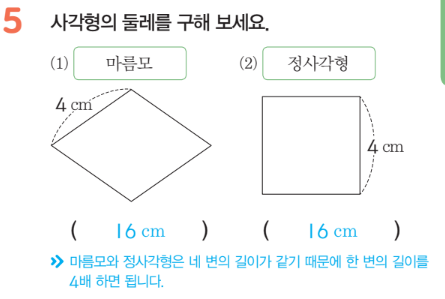 5 사각형의 둘레를 구해 보세요.
(1) 마름모 (2) 정사각형
4 cm
4 cm
( 16 cm ) ( 16 cm )
» 마름모와 정사각형은 네 변의 길이가 같기 때문에 한 변의 길이를
4배 하면 됩니다.